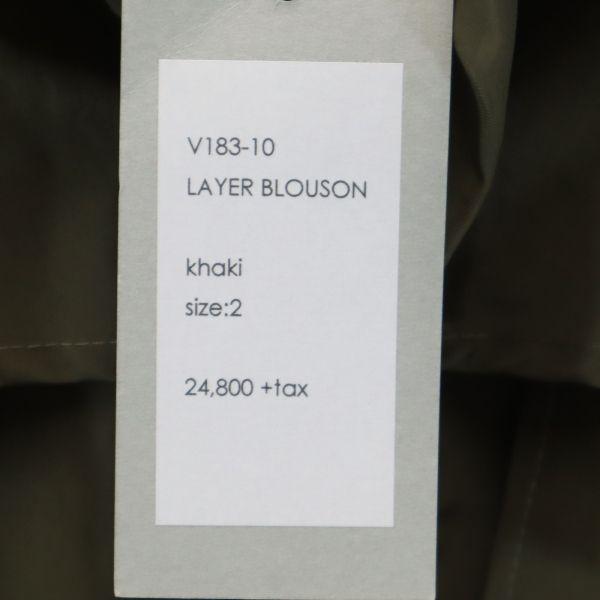 V183-10
LAYER BLOUSON
khaki
size:2
24,800 +tax